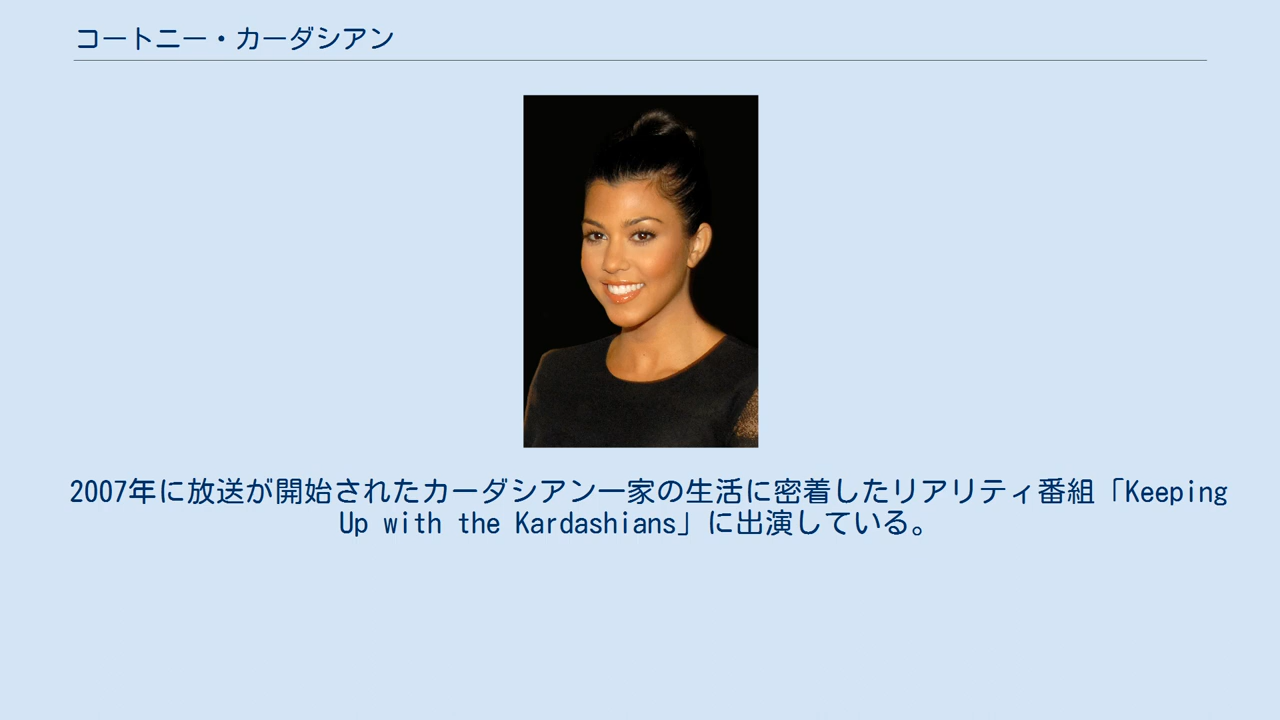 コートニー・カーダシアン
2007年に放送が開始されたカーダシアン一家の生活に密着したリアリティ番組「Keeping
Up with the Kardashians」に出演している。